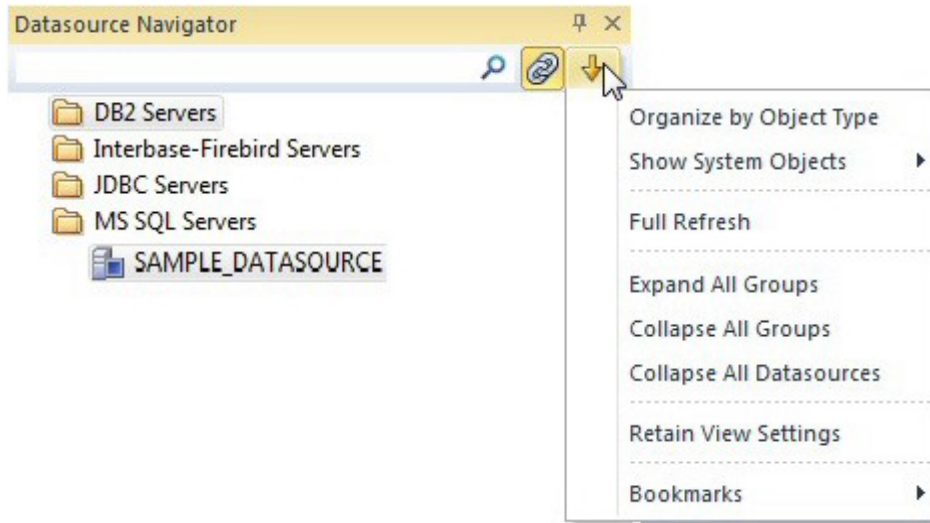 Datasource Navigator
DB2 Servers
Interbase-Firebird Servers
JDBC Servers
MS SQL Servers
SAMPLE_DATASOURCE
Organize by Object Type
Show System Objects
Full Refresh
Expand All Groups
Collapse All Groups
Collapse All Datasources
Retain View Settings
Bookmarks